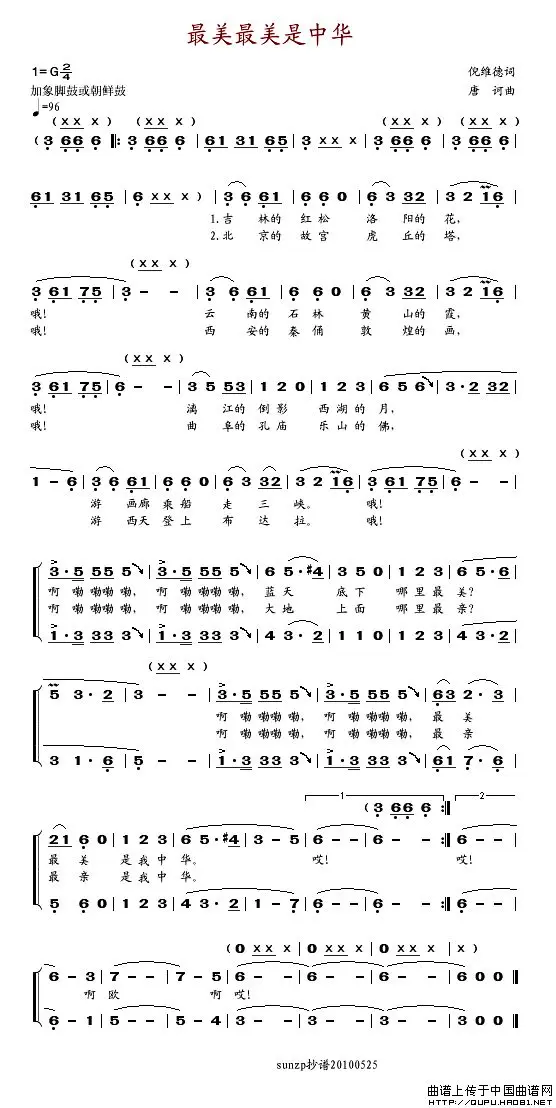 最美最美是中华
1=G 2/4
倪维德词
加象脚鼓或朝鲜鼓
唐 诃曲
♩=96
(X X X) (X X X) (X X X) (X X X)
( 3 66 6 |: 3 66 6 | 61 31 65 | 3 66 6 | 3 66 6 |
61 31 65 | 6 X X X ) | 3 6 61 | 6 6 0 | 6 3 32 | 3 2 16 |
1.吉 林的 红松 洛 阳的 花,
2.北 京的 故宫 虎 丘的 塔,
(X X X)
3 61 75 | 3 - - | 3 6 61 | 6 6 0 | 6 3 32 | 3 2 16 |
哦! 云 南的 石林 黄 山的 霞,
哦! 西 安的 秦俑 敦 煌的 画,
(X X X)
3 61 75 | 6 - - | 3 5 53 | 1 2 0 | 1 2 3 | 6 5 6 | 3·2 32 |
哦! 漓 江的 倒影 西湖的 月,
哦! 曲 阜的 孔庙 乐山的 佛,
(X X X)
1 - 6 | 3 6 61 | 6 6 0 | 6 3 32 | 3 2 16 | 3 61 75 | 6 - - |
游 画廊 乘船 走 三 峡。 哦!
游 西天 登上 布 达 拉。 哦!
3·5 55 5 | 3·5 55 5 | 6 5·#4 | 3 5 0 | 1 2 3 | 6 5·6 |
啊 嘞嘞嘞嘞, 啊 嘞嘞嘞嘞, 蓝天 底下 哪里最 美?
啊 嘞嘞嘞嘞, 啊 嘞嘞嘞嘞, 大地 上面 哪里最 亲?
1·3 33 3 | 1·3 33 3 | 4 3·2 | 1 1 0 | 1 2 3 | 4 3·2 |
(X X X)
5 3·2 | 3 - - | 3·5 55 5 | 3·5 55 5 | 63 2·3 |
啊 嘞嘞嘞嘞, 啊 嘞嘞嘞嘞, 最 美
啊 嘞嘞嘞嘞, 啊 嘞嘞嘞嘞, 最 亲
3 1·6 | 5 - - | 1·3 33 3 | 1·3 33 3 | 61 7·6 |
1 2
(3 66 6
21 6 0 | 1 2 3 | 6 5·#4 | 3 - 5 | 6 - - | 6 - - :| 6 - - |
最 美 是我中 华。 哎! 哎!
最 亲 是我中 华。
5 6 0 | 1 2 3 | 4 3·2 | 1 - 7 | 6 - - | 6 - - :| 6 - - |
(0 X X X | 0 X X X | 0 X X X | X )
6 - 3 | 7 - - | 7 - 5 | 6 - - | 6 - - | 6 - - | 6 0 0 |]
啊 欧 啊 哎!
6 - 1 | 5 - - | 5 - 4 | 3 - - | 6 - - | 6 - - | 6 0 0 |]
sunzp抄谱20100525
曲谱上传于中国曲谱网
HTTP://QUPU.HAO81.NET